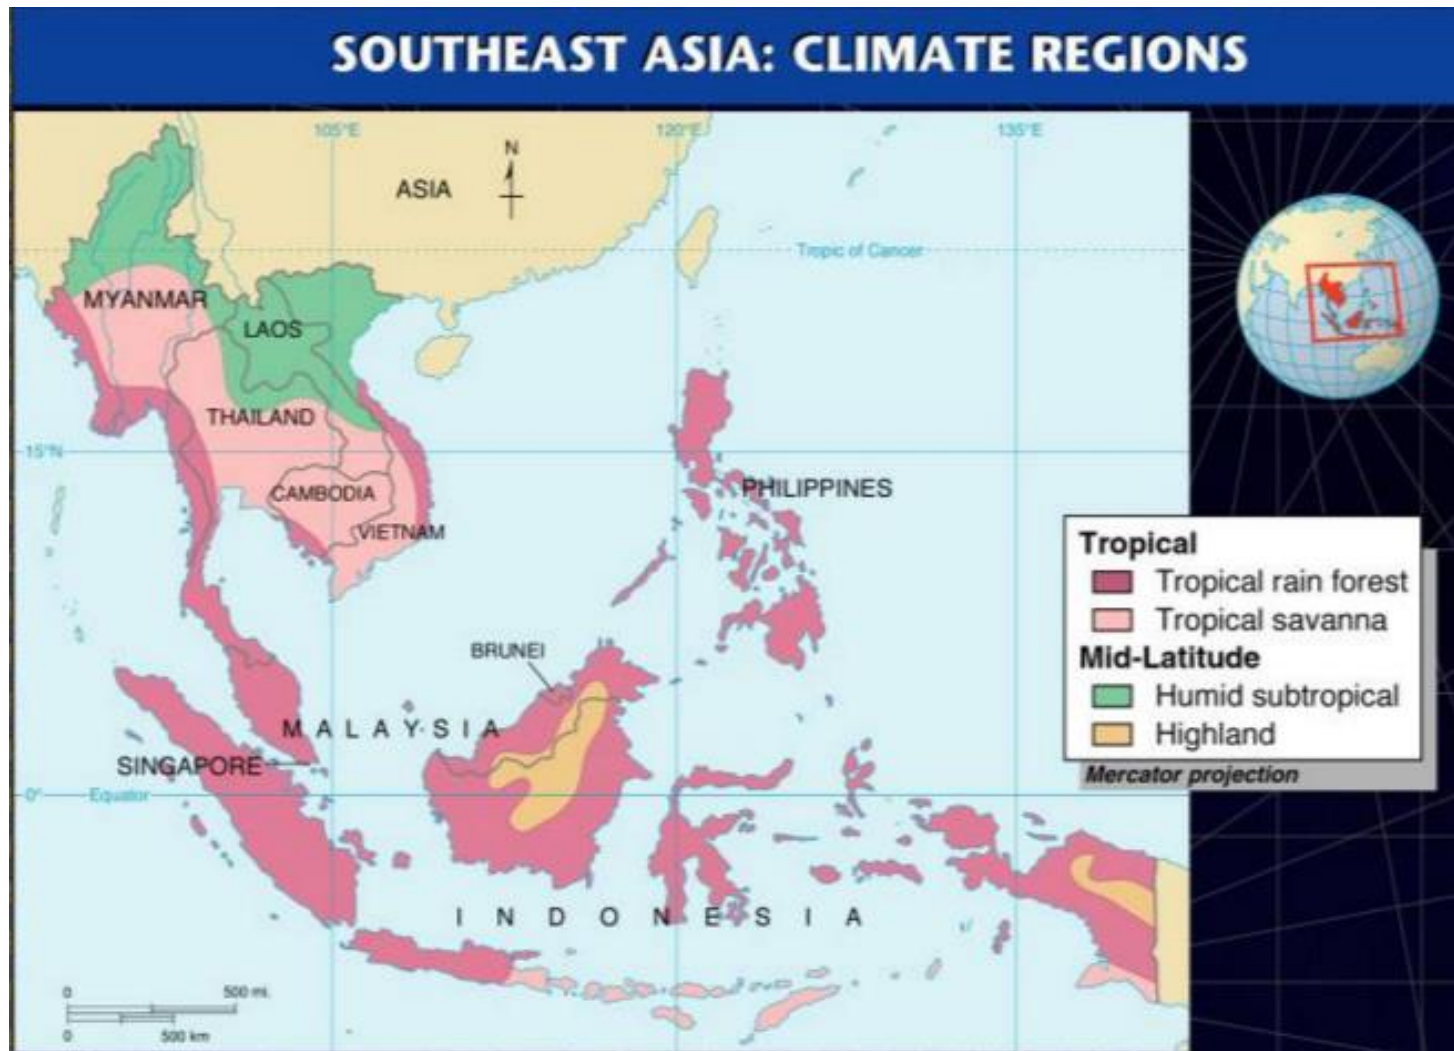 SOUTHEAST ASIA: CLIMATE REGIONS
105°E
120°E
135°E
N
ASIA
Tropic of Cancer
MYANMAR
LAOS
THAILAND
15°N
CAMBODIA
VIETNAM
PHILIPPINES
Tropical
Tropical rain forest
Tropical savanna
Mid-Latitude
Humid subtropical
Highland
Mercator projection
BRUNEI
MALAYSIA
SINGAPORE
0°
Equator
INDONESIA
0 500 mi.
0 500 km